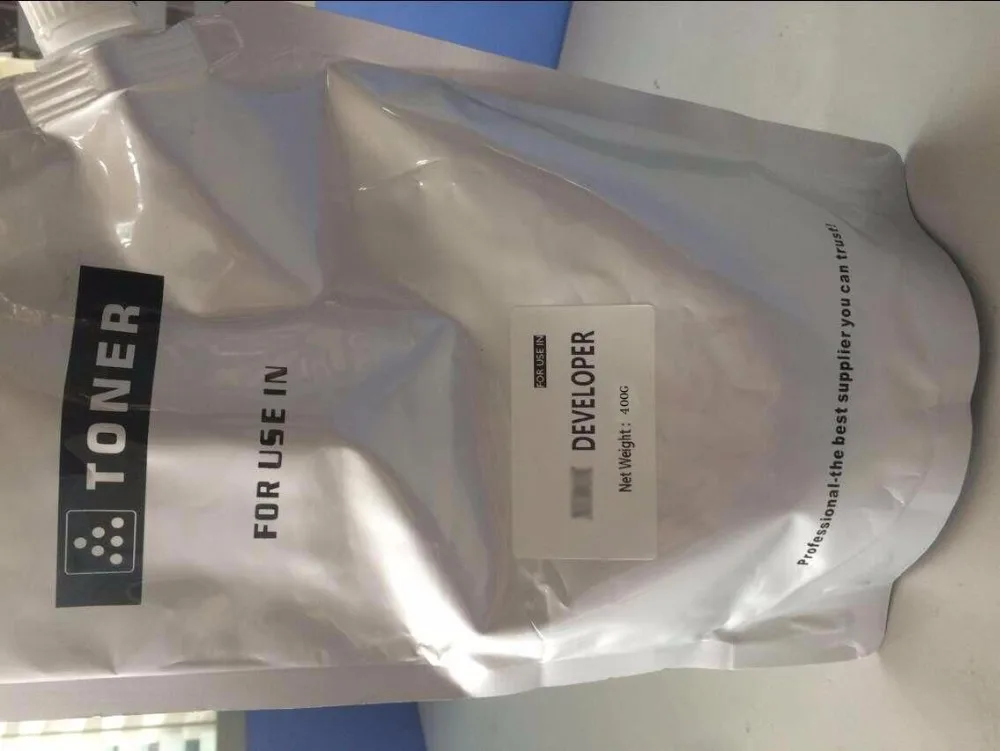 TONER
FOR USE IN
FOR USE IN
DEVELOPER
Net Weight: 400G
Professional-the best supplier you can trust!